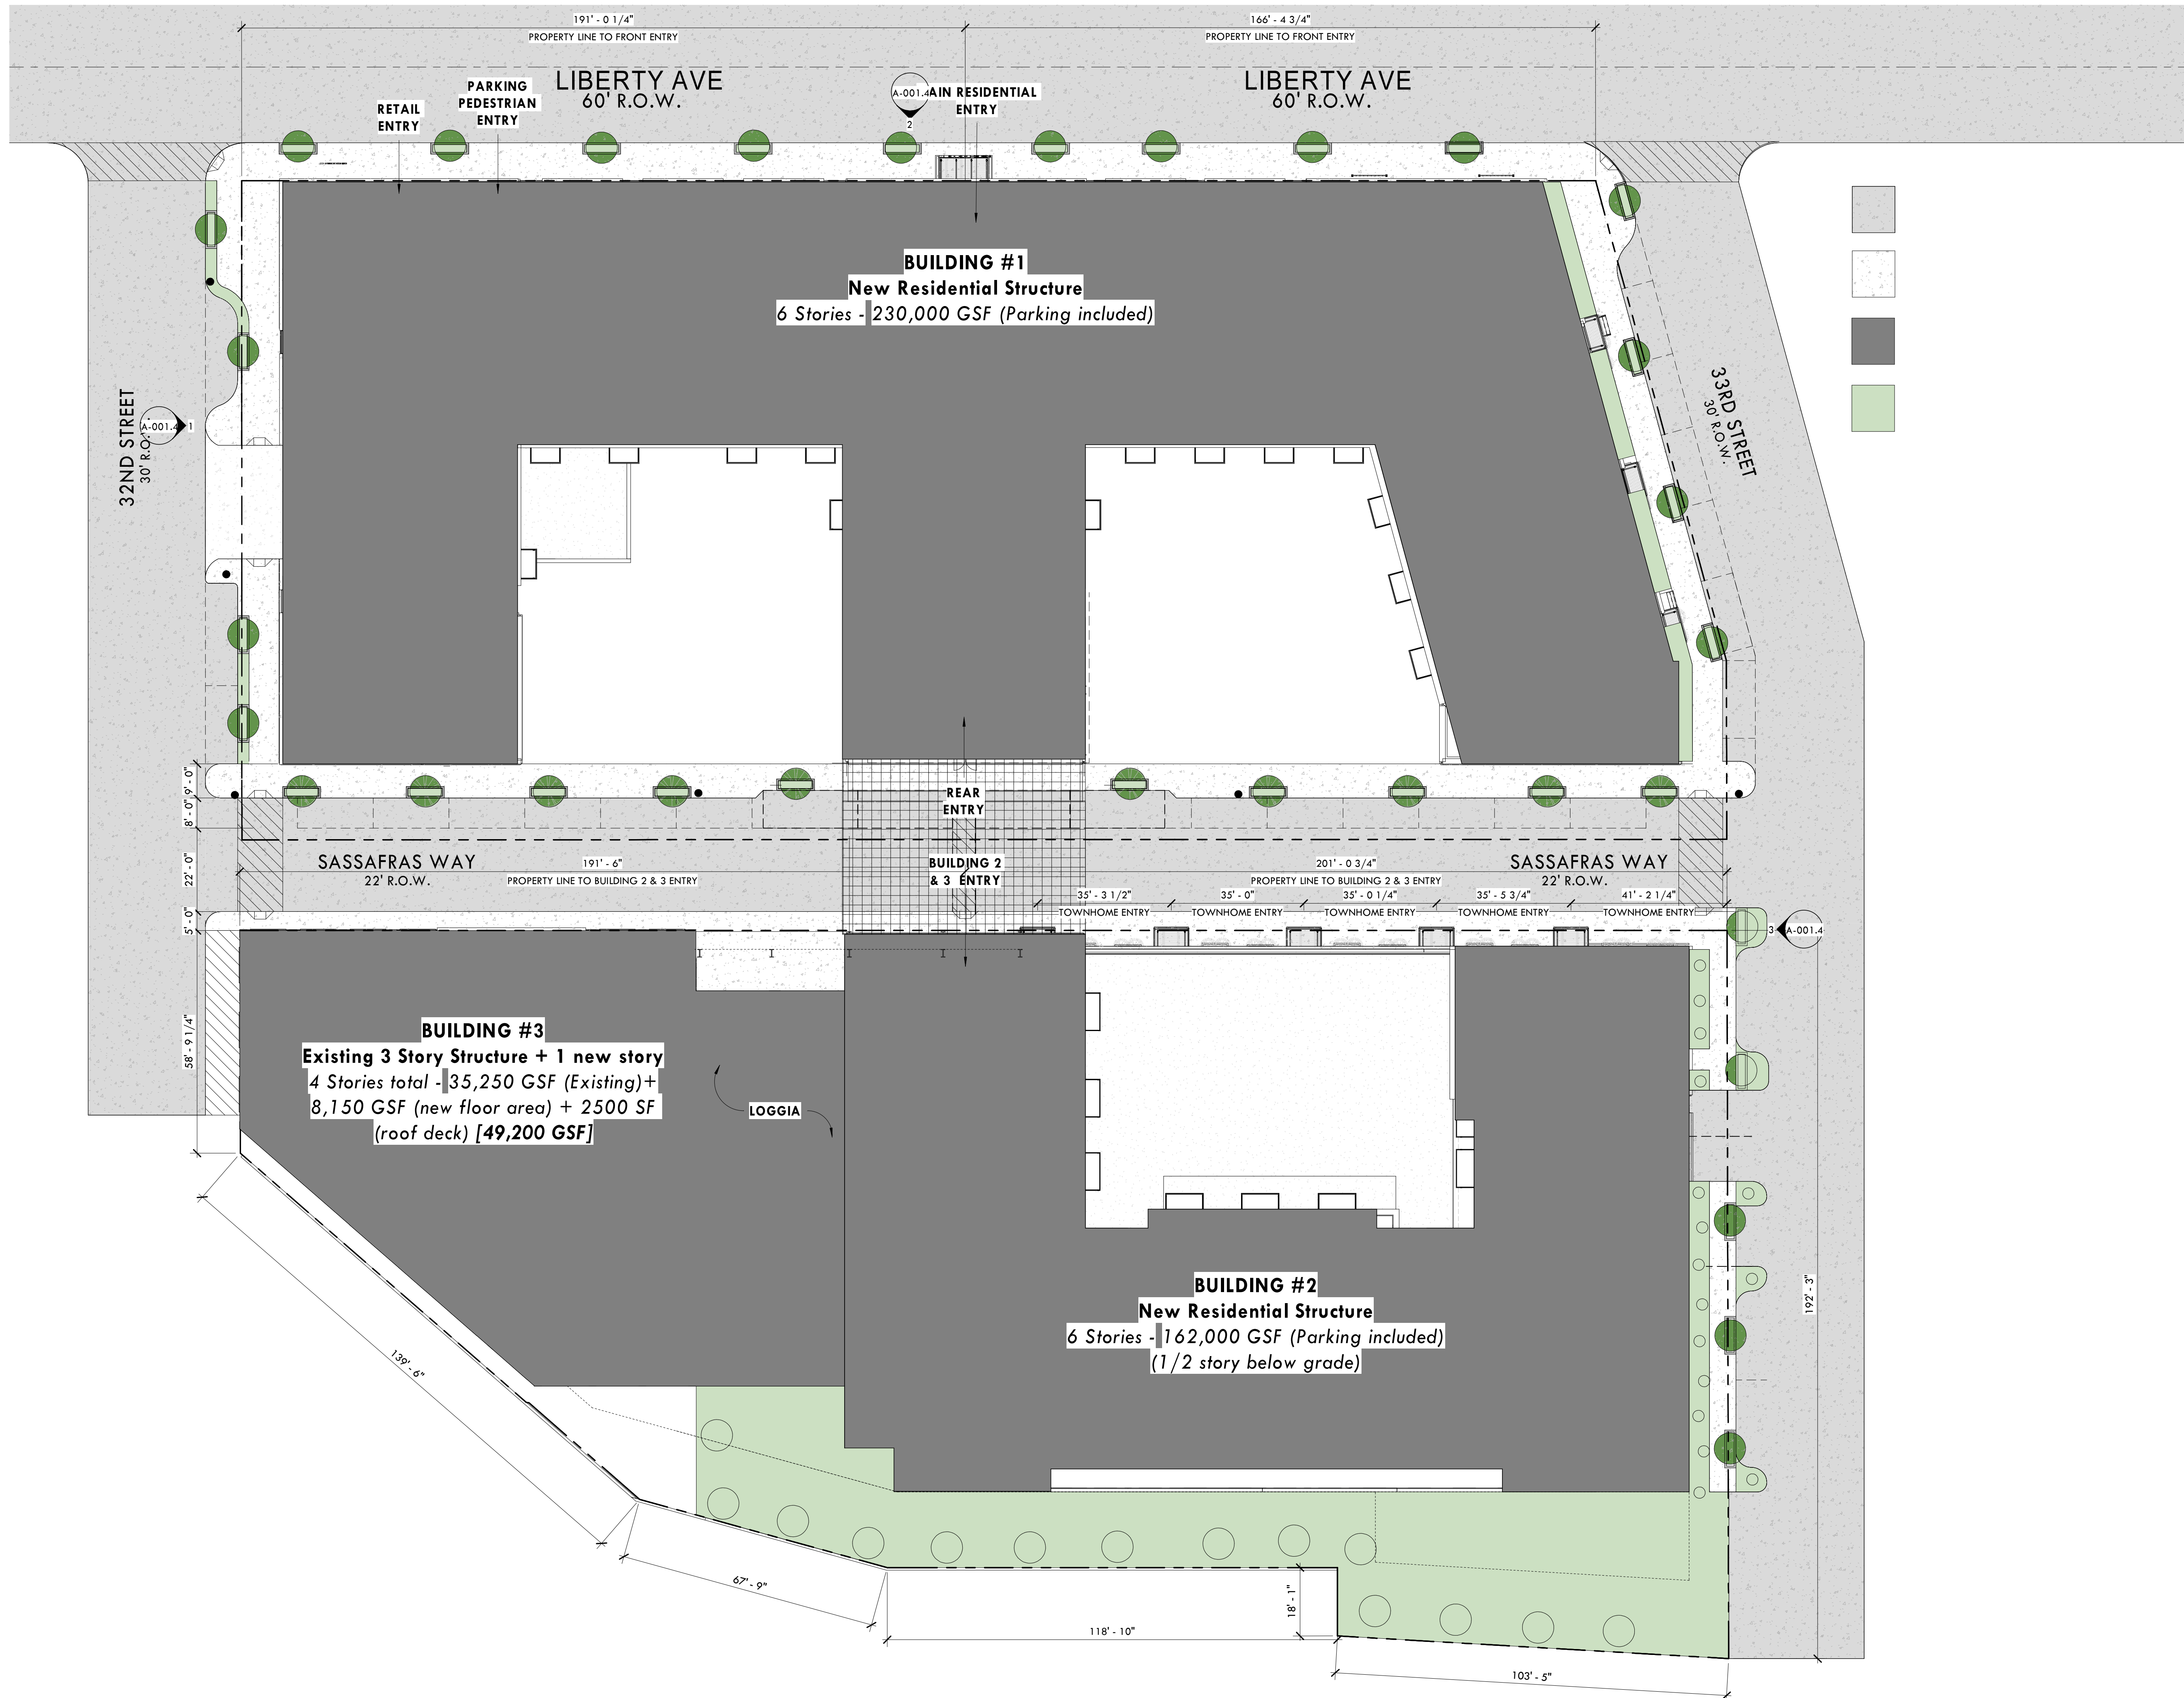 191' - 0 1/4"
PROPERTY LINE TO FRONT ENTRY
166' - 4 3/4"
PROPERTY LINE TO FRONT ENTRY
LIBERTY AVE
60' R.O.W.
LIBERTY AVE
60' R.O.W.
RETAIL
ENTRY
PARKING
PEDESTRIAN
ENTRY
A-001.4
2
AIN RESIDENTIAL
ENTRY
BUILDING #1
New Residential Structure
6 Stories - 230,000 GSF (Parking included)
32ND STREET
30' R.O.W.
A-001.4
1
33RD STREET
30' R.O.W.
9' - 0"
8' - 0"
22' - 0"
5' - 0"
58' - 9 1/4"
REAR
ENTRY
SASSAFRAS WAY
22' R.O.W.
191' - 6"
PROPERTY LINE TO BUILDING 2 & 3 ENTRY
BUILDING 2
& 3 ENTRY
201' - 0 3/4"
PROPERTY LINE TO BUILDING 2 & 3 ENTRY
SASSAFRAS WAY
22' R.O.W.
35' - 3 1/2"
TOWNHOME ENTRY
35' - 0"
TOWNHOME ENTRY
35' - 0 1/4"
TOWNHOME ENTRY
35' - 5 3/4"
TOWNHOME ENTRY
41' - 2 1/4"
TOWNHOME ENTRY
3
A-001.4
BUILDING #3
Existing 3 Story Structure + 1 new story
4 Stories total - 35,250 GSF (Existing)+
8,150 GSF (new floor area) + 2500 SF
(roof deck) [49,200 GSF]
LOGGIA
BUILDING #2
New Residential Structure
6 Stories - 162,000 GSF (Parking included)
(1/2 story below grade)
192' - 3"
139' - 6"
67' - 9"
118' - 10"
18' - 1"
103' - 5"